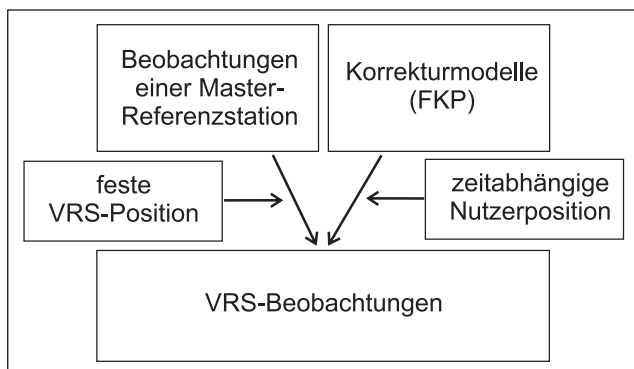 Beobachtungen
einer Master-
Referenzstation
Korrekturmodelle
(FKP)
feste
VRS-Position
zeitabhängige
Nutzerposition
VRS-Beobachtungen